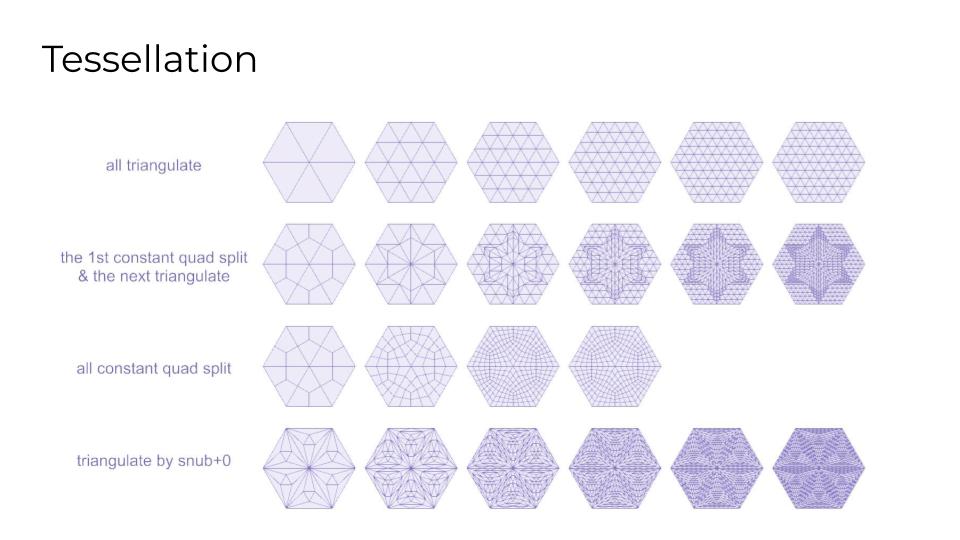 Tessellation
all triangulate
the 1st constant quad split
& the next triangulate
all constant quad split
triangulate by snub+0